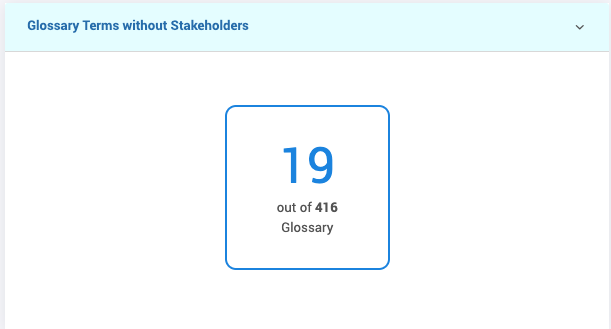 Glossary Terms without Stakeholders
19
out of 416
Glossary